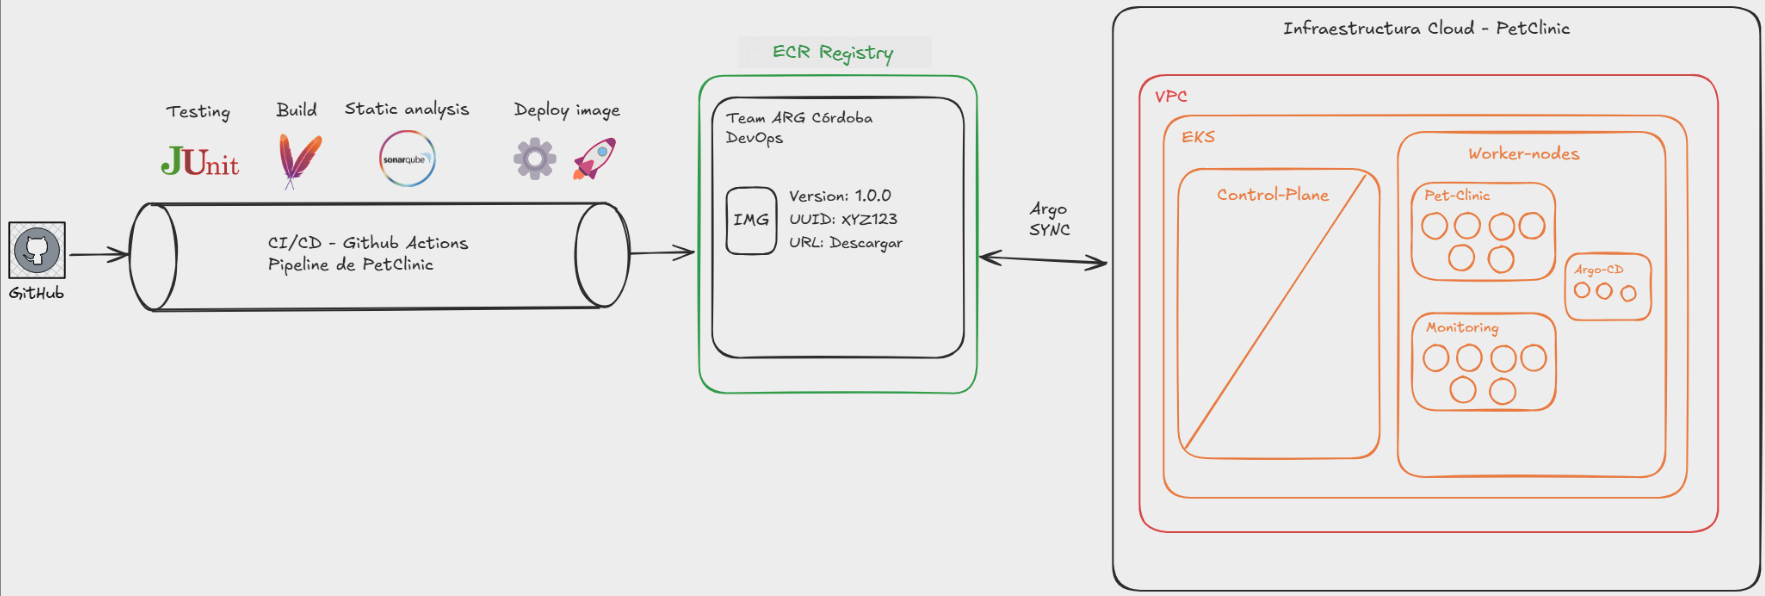 GitHub
Testing
Build
Static analysis
Deploy image
JUnit
sonarqube
CI/CD - Github Actions
Pipeline de PetClinic
ECR Registry
Team ARG Córdoba
DevOps
IMG
Version: 1.0.0
UUID: XYZ123
URL: Descargar
Argo
SYNC
Infraestructura Cloud - PetClinic
VPC
EKS
Control-Plane
Worker-nodes
Pet-Clinic
Argo-CD
Monitoring